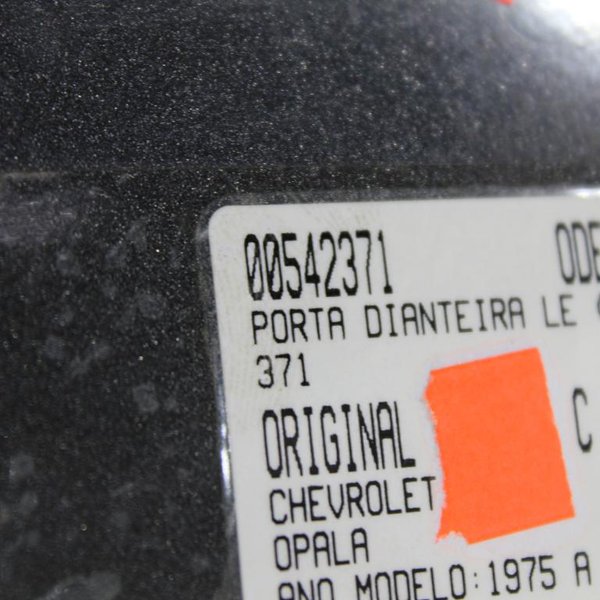 00542371
PORTA DIANTEIRA LE
371
ORIGINAL C
CHEVROLET
OPALA
ANO MODELO:1975 A